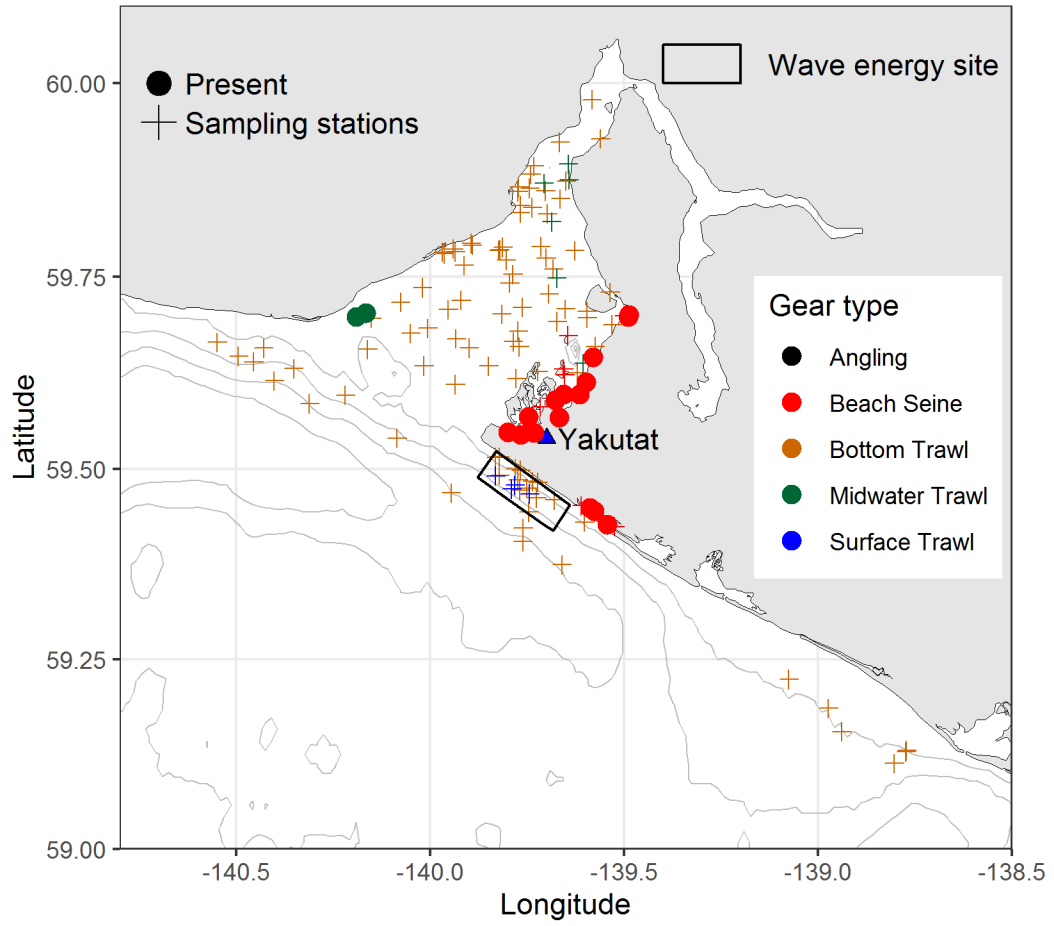 Present
Sampling stations
Wave energy site
60.00
59.75
59.50
59.25
59.00
Latitude
Yakutat
Gear type
Angling
Beach Seine
Bottom Trawl
Midwater Trawl
Surface Trawl
-140.5
-140.0
-139.5
-139.0
-138.5
Longitude